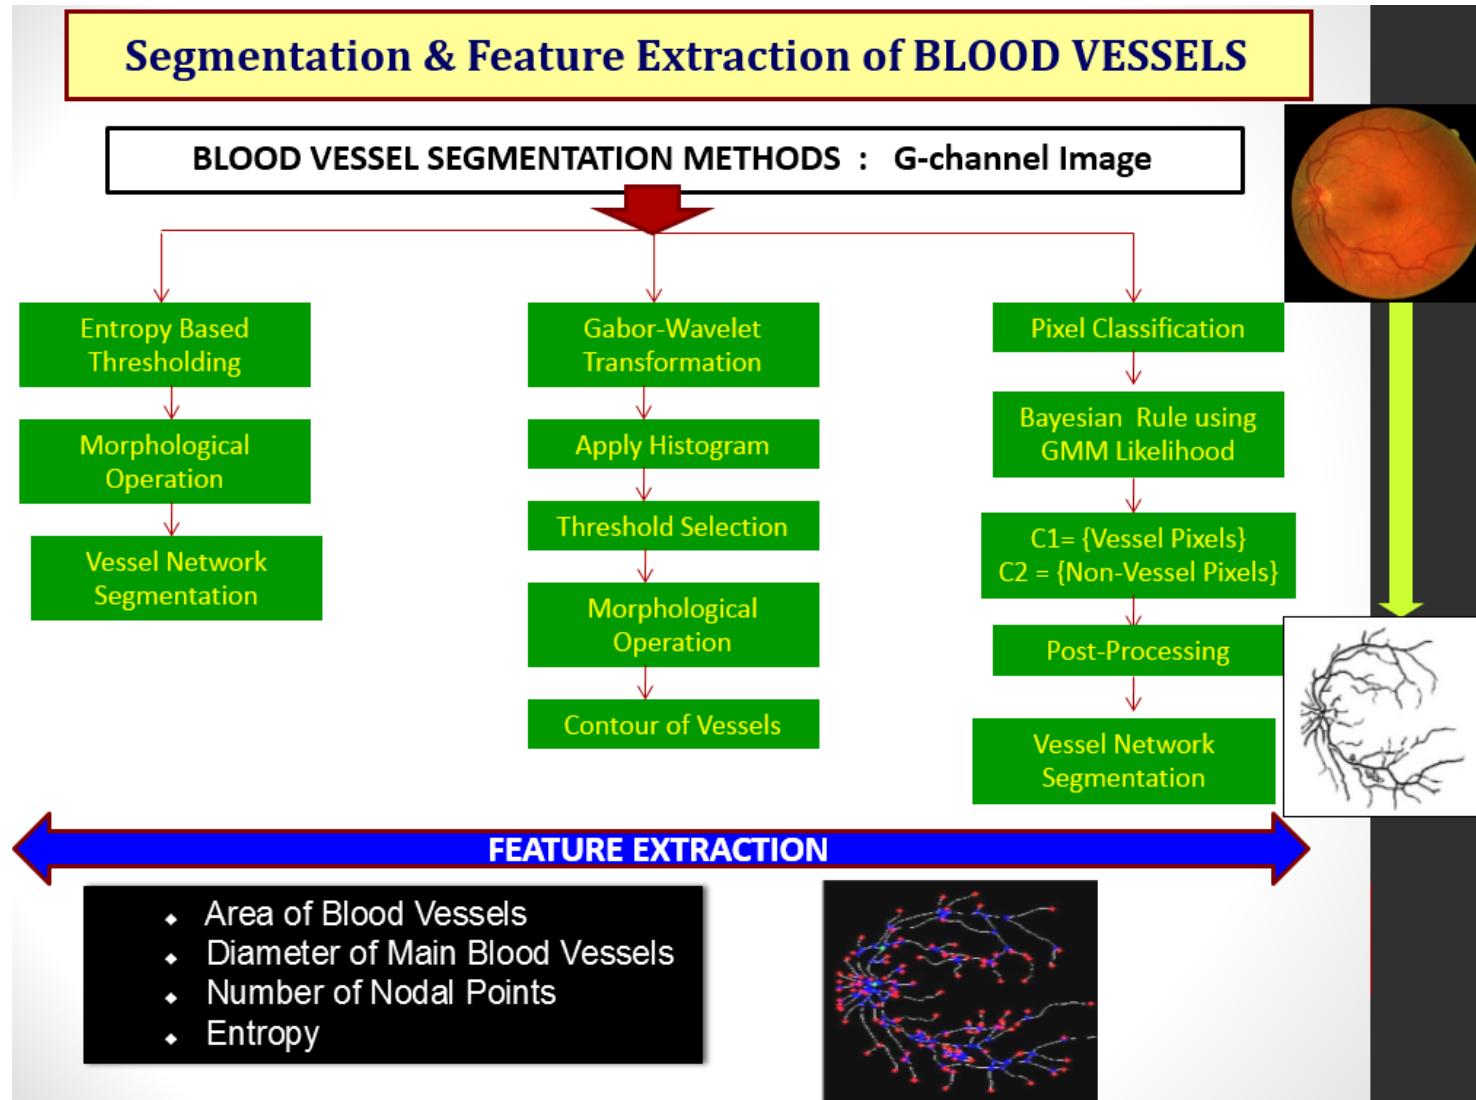 Segmentation & Feature Extraction of BLOOD VESSELS
BLOOD VESSEL SEGMENTATION METHODS : G-channel Image
Entropy Based
Thresholding
Morphological
Operation
Vessel Network
Segmentation
Gabor-Wavelet
Transformation
Apply Histogram
Threshold Selection
Morphological
Operation
Contour of Vessels
Pixel Classification
Bayesian Rule using
GMM Likelihood
C1= {Vessel Pixels}
C2 = {Non-Vessel Pixels}
Post-Processing
Vessel Network
Segmentation
FEATURE EXTRACTION
◆ Area of Blood Vessels
◆ Diameter of Main Blood Vessels
◆ Number of Nodal Points
◆ Entropy